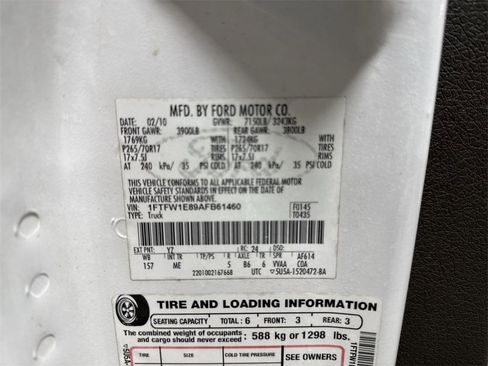 MFD. BY FORD MOTOR CO.
DATE: 02/10 GVWR: 7150LB/ 3243KG
FRONT GAWR: 3900LB REAR GAWR: 3800LB
1769KG 1724KG
P265/70R17 TIRES P265/70R17 TIRES
17x7.5J RIMS 17x7.5J RIMS
AT 240 kPa/ 35 PSI COLD AT 240 kPa/ 35 PSI COLD
THIS VEHICLE CONFORMS TO ALL APPLICABLE FEDERAL MOTOR
VEHICLE SAFETY STANDARDS IN EFFECT ON THE DATE OF
MANUFACTURE SHOWN ABOVE.
VIN: 1FTFW1E89AFB61460 F0145
TYPE: Truck T0435
EXT PNT: YZ RC: 24 DSO:
WB INT TR TP/PS R AXLE TR SPR AF614
157 ME 5 B6 6 VVAA COA
2201002167668 UTC 5U5A-1520472-BA
TIRE AND LOADING INFORMATION
SEATING CAPACITY TOTAL: 6 FRONT: 3 REAR: 3
The combined weight of occupants
and cargo should never exceed: 588 kg or 1298 lbs.
TIRE SIZE COLD TIRE PRESSURE SEE OWNERS